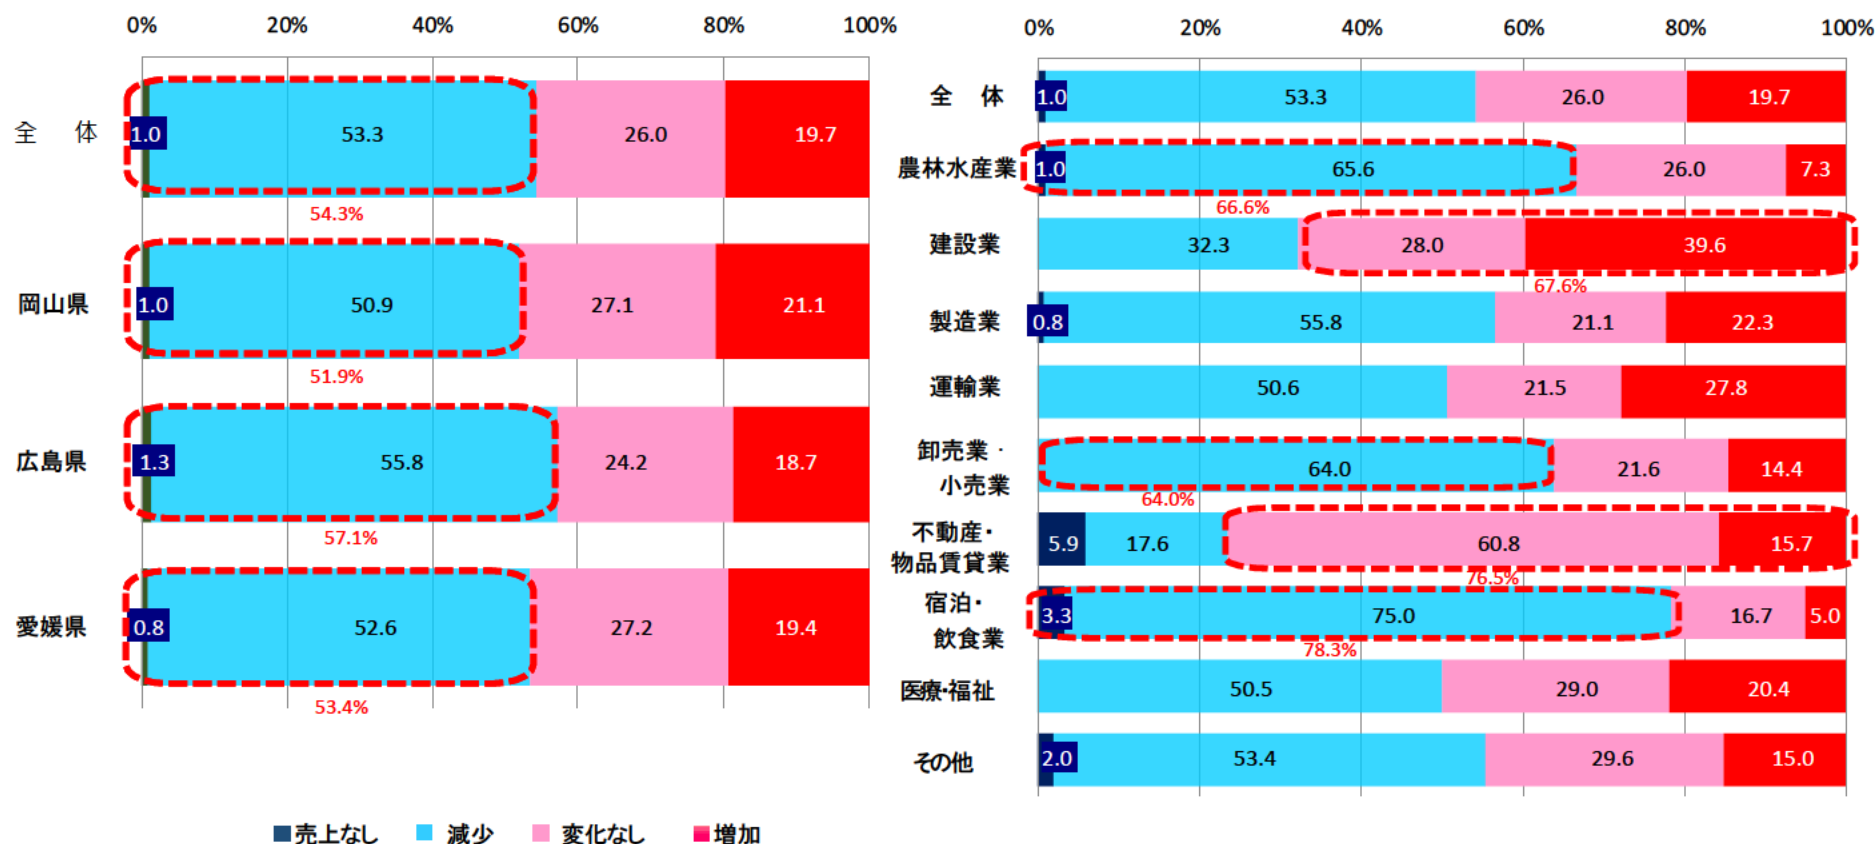 0% 20% 40% 60% 80% 100%
全 体 1.0 53.3 26.0 19.7
54.3%
岡山県 1.0 50.9 27.1 21.1
51.9%
広島県 1.3 55.8 24.2 18.7
57.1%
愛媛県 0.8 52.6 27.2 19.4
53.4%
0% 20% 40% 60% 80% 100%
全 体 1.0 53.3 26.0 19.7
農林水産業 1.0 65.6 26.0 7.3
66.6%
建設業 32.3 28.0 39.6
67.6%
製造業 0.8 55.8 21.1 22.3
運輸業 50.6 21.5 27.8
卸売業・
小売業 64.0 21.6 14.4
64.0%
不動産・
物品賃貸業 5.9 17.6 60.8 15.7
76.5%
宿泊・
飲食業 3.3 75.0 16.7 5.0
78.3%
医療・福祉 50.5 29.0 20.4
その他 2.0 53.4 29.6 15.0
売上なし 減少 変化なし 増加